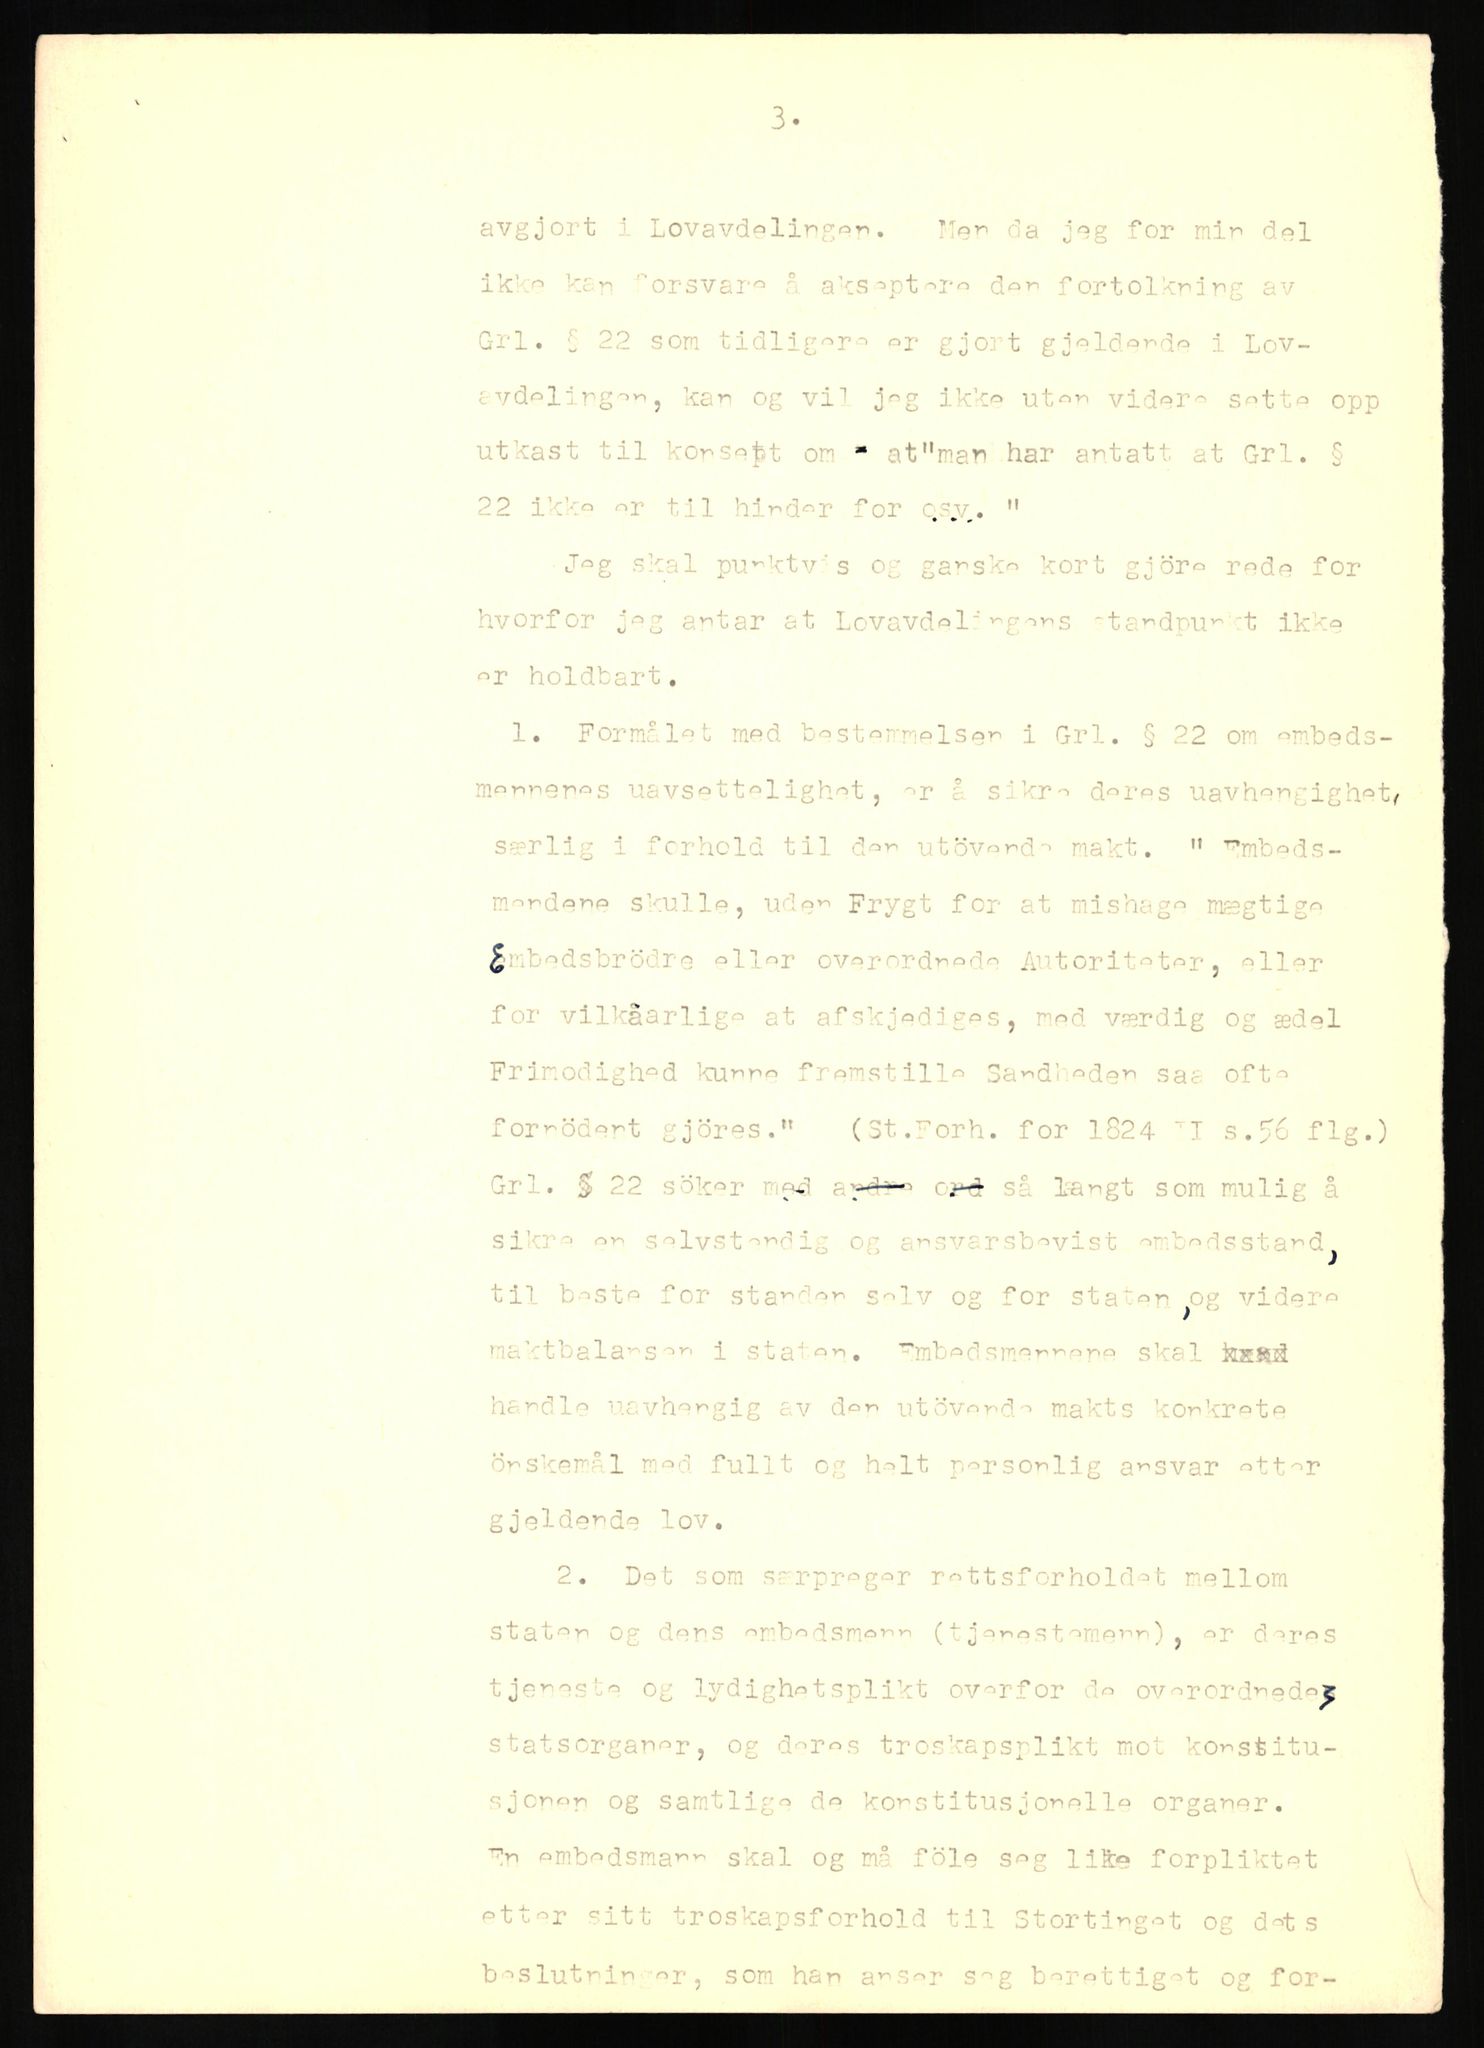 3.
avgjort i Lovavdelingen. Men da jeg for min del
ikke kan forsvare å akseptere den fortolkning av
Grl. § 22 som tidligere er gjort gjeldende i Lov-
avdelingen, kan og vil jeg ikke uten videre sette opp
utkast til konsept om - at "man har antatt at Grl. §
22 ikke er til hinder for osv. "
Jeg skal punktvis og ganske kort gjöre rede for
hvorfor jeg antar at Lovavdelingens standpunkt ikke
er holdbart.
1. Formålet med bestemmelsen i Grl. § 22 om embeds-
mennenes uavsettelighet, er å sikre deres uavhengighet,
særlig i forhold til den utövende makt. " Embeds-
mendene skulle, uden Frygt for at mishage mægtige
Embedsbrödre eller overordnede Autoriteter, eller
for vilkåarlige at afskjediges, med værdig og ædel
Frimodighed kunne fremstille Sandheden saa ofte
fornödent gjöres." (St.Forh. for 1824 II s.56 flg.)
Grl. § 22 söker med andre ord så langt som mulig å
sikre en selvstendig og ansvarsbevist embedsstand,
til beste for standen selv og for staten, og videre
maktbalansen i staten. Embedsmennene skal
handle uavhengig av den utövende makts konkrete
önskemål med fullt og helt personlig ansvar etter
gjeldende lov.
2. Det som særpreger rettsforholdet mellom
staten og dens embedsmenn (tjenestemenn), er deres
tjeneste og lydighetsplikt overfor de overordnede
statsorganer, og deres troskapsplikt mot konstitu-
sjonen og samtlige de konstitusjonelle organer.
En embedsmann skal og må föle seg like forpliktet
etter sitt troskapsforhold til Stortinget og dets
beslutninger, som han anser seg berettiget og for-